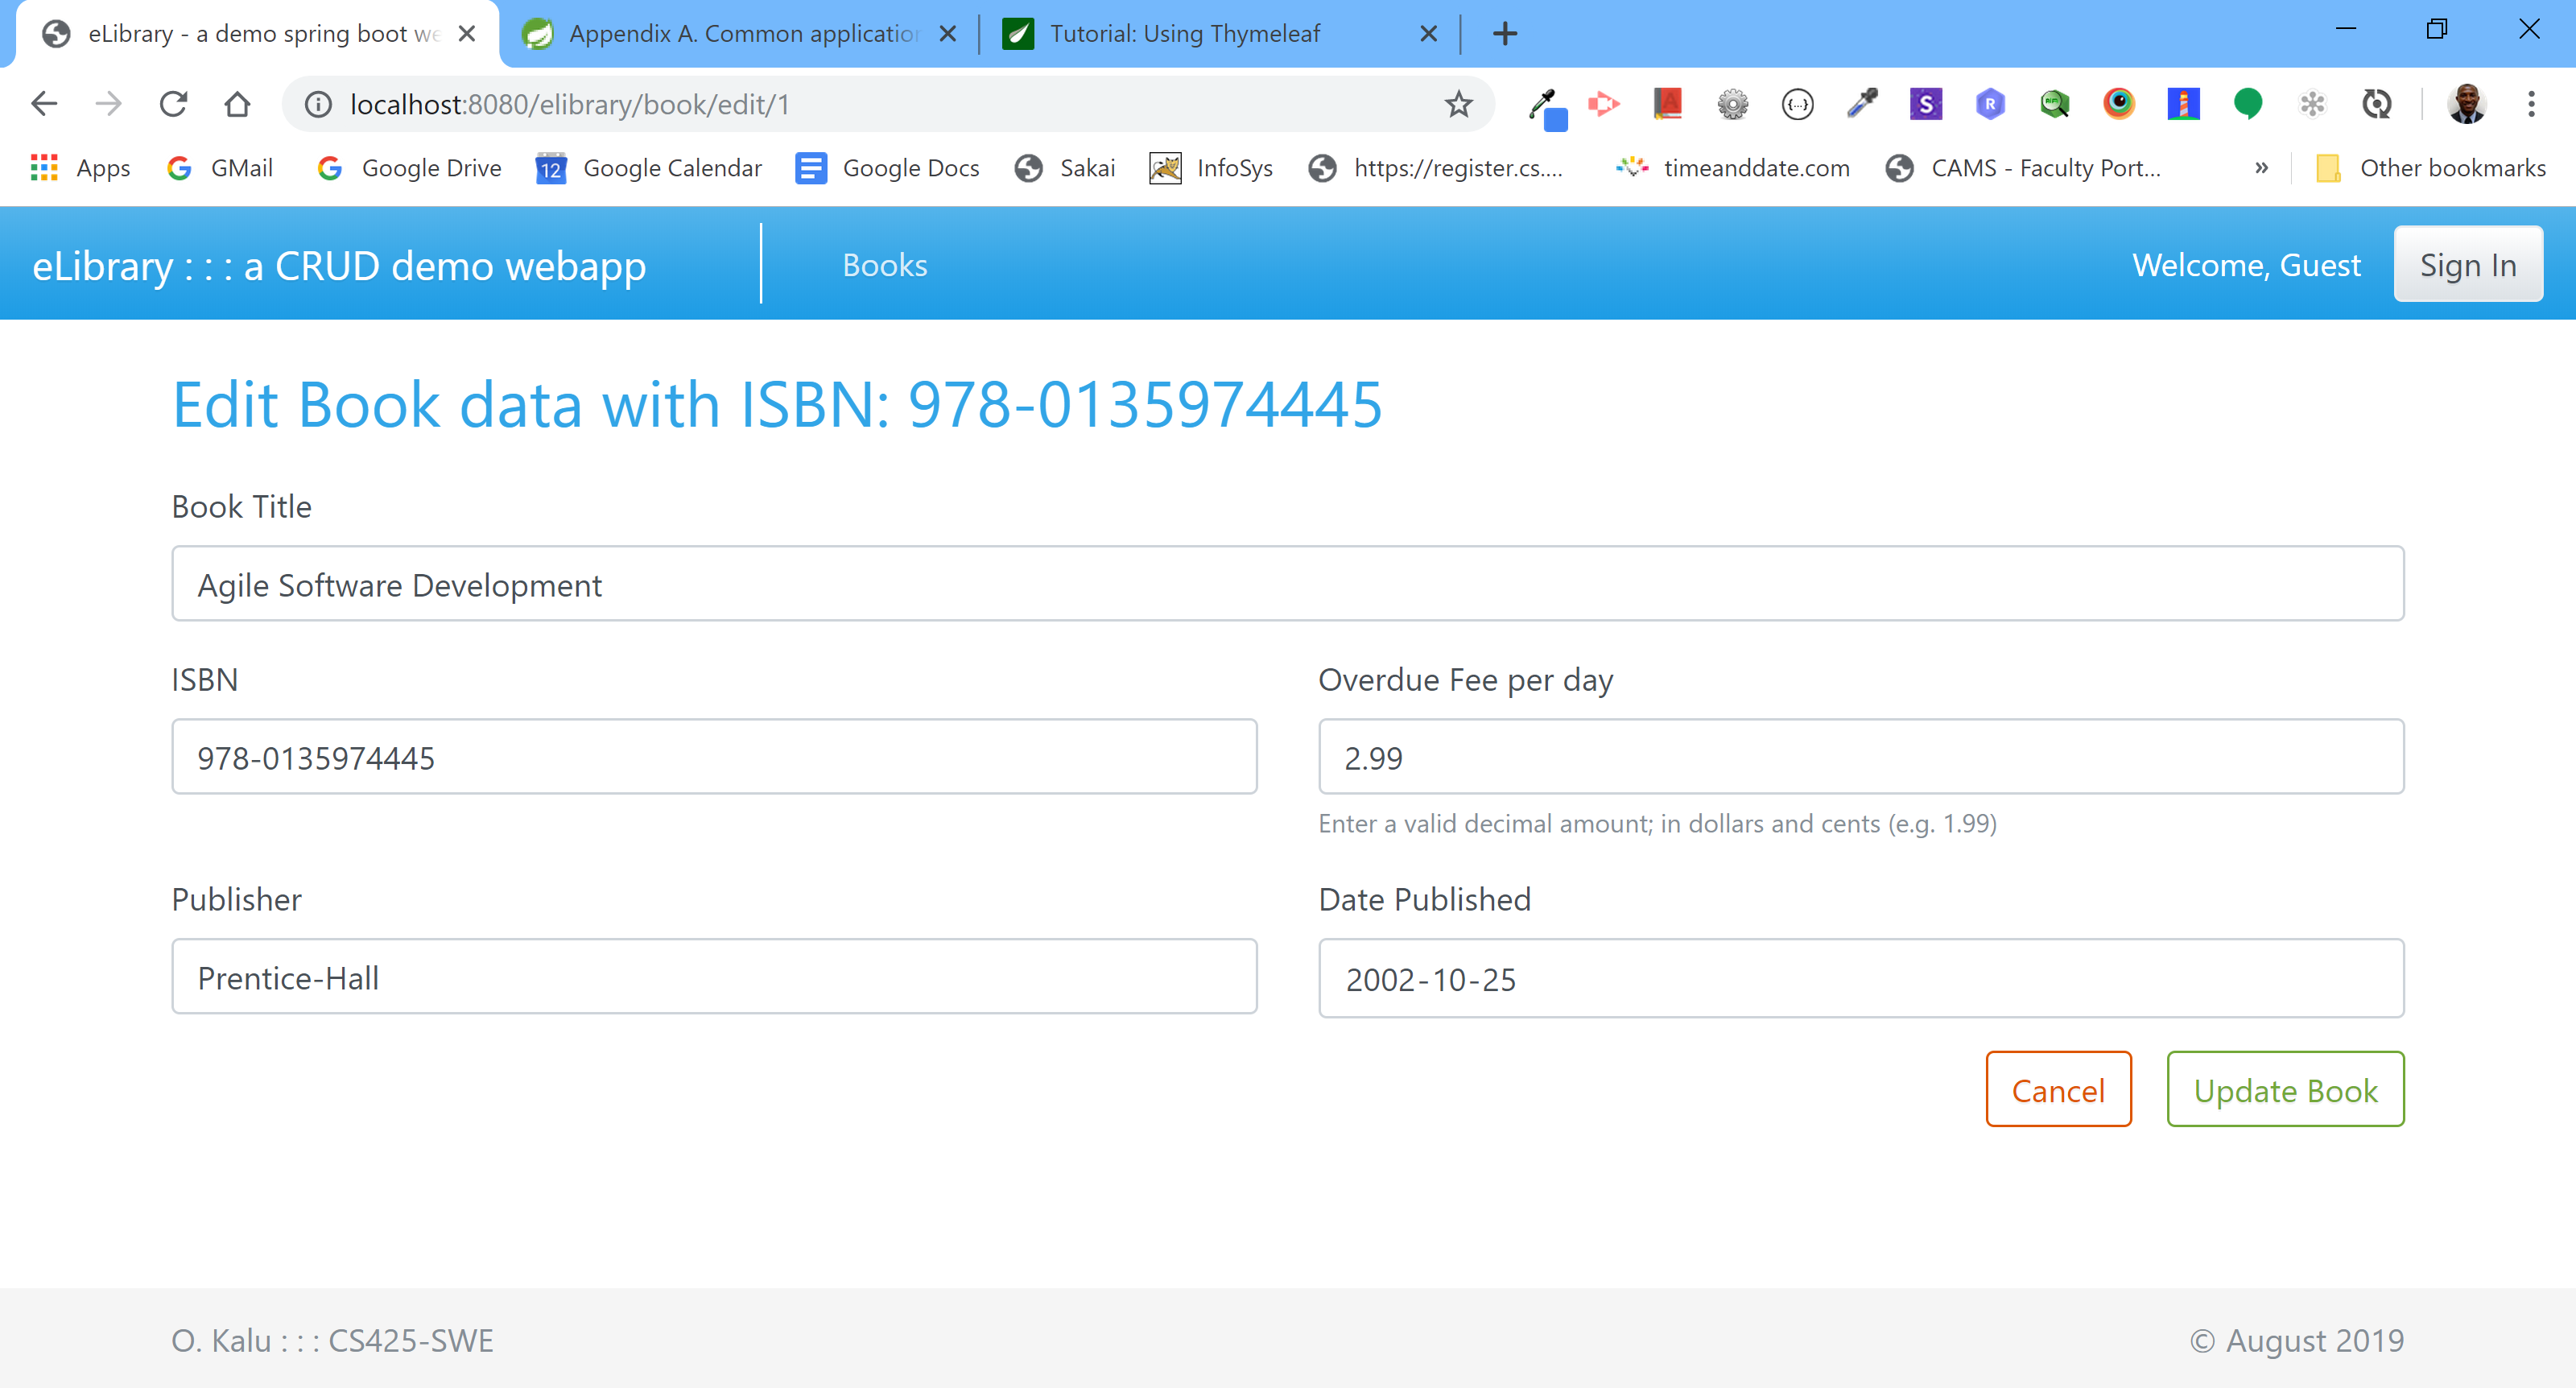 eLibrary - a demo spring boot we
Appendix A. Common application
Tutorial: Using Thymeleaf
localhost:8080/elibrary/book/edit/1
Apps
GMail
Google Drive
12
Google Calendar
Google Docs
Sakai
InfoSys
https://register.cs....
timeanddate.com
CAMS - Faculty Port...
»
Other bookmarks
eLibrary : : : a CRUD demo webapp
Books
Welcome, Guest
Sign In
Edit Book data with ISBN: 978-0135974445
Book Title
Agile Software Development
ISBN
Overdue Fee per day
978-0135974445
2.99
Enter a valid decimal amount; in dollars and cents (e.g. 1.99)
Publisher
Date Published
Prentice-Hall
2002-10-25
Cancel
Update Book
O. Kalu : : : CS425-SWE
© August 2019